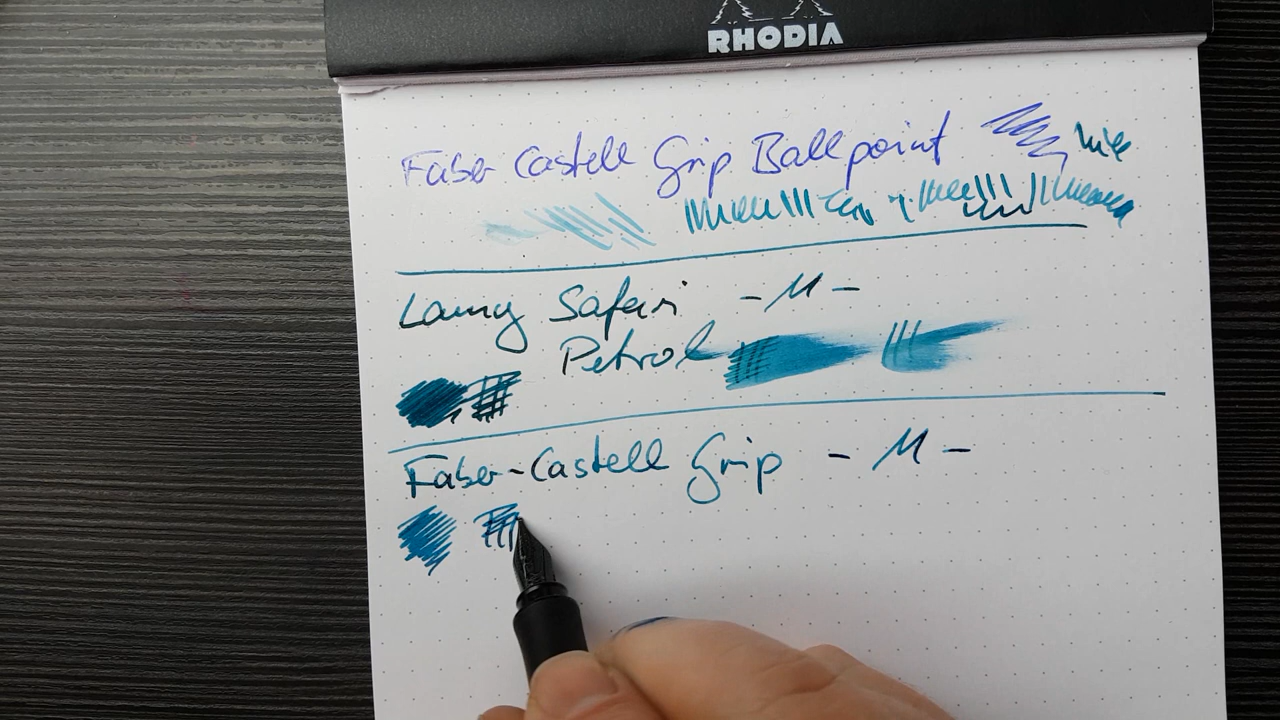 RHODIA
Faber Castell Grip Ballpoint
Lamy Safari - M -
Petrol
Faber-Castell Grip - M -